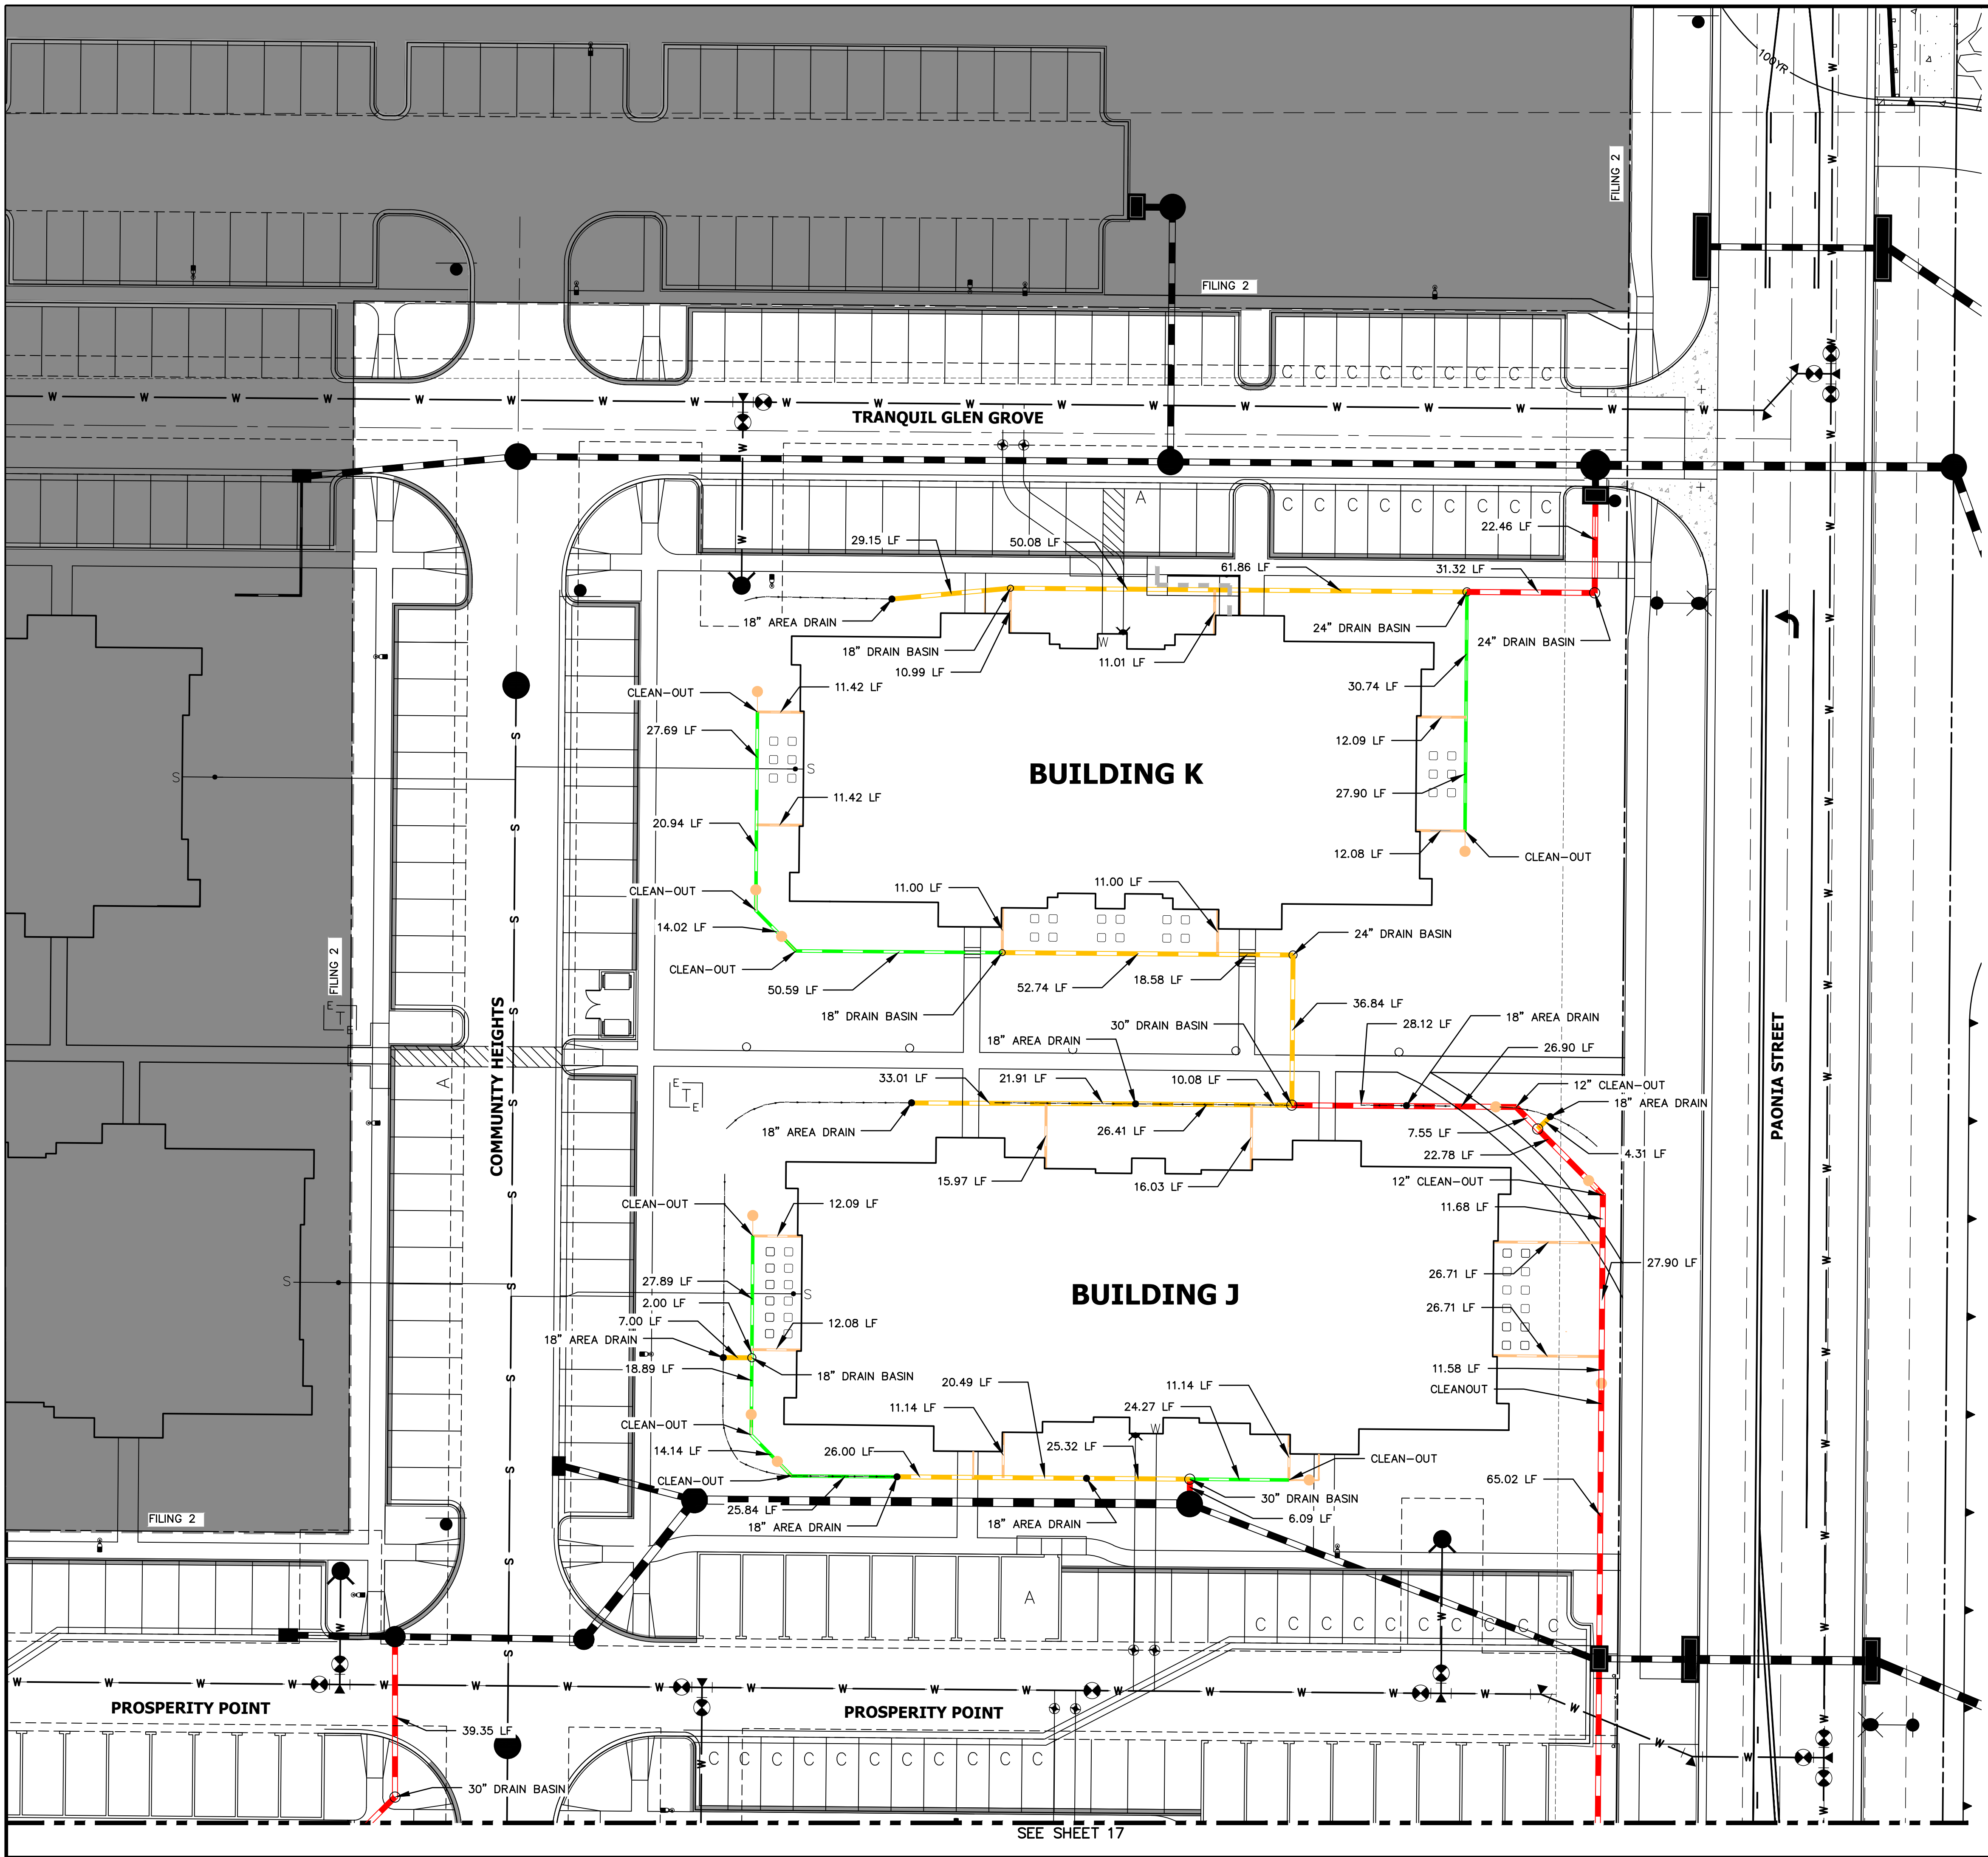 100YR
FILING 2
FILING 2
C C C C C C C C C
W W W W W W W W W W W W W W W W W W
TRANQUIL GLEN GROVE
A
C C C C C C C C C
22.46 LF
29.15 LF
50.08 LF
61.86 LF
31.32 LF
18" AREA DRAIN
24" DRAIN BASIN
24" DRAIN BASIN
18" DRAIN BASIN
W
10.99 LF
11.01 LF
CLEAN-OUT
11.42 LF
30.74 LF
27.69 LF
12.09 LF
S
S
BUILDING K
27.90 LF
11.42 LF
20.94 LF
12.08 LF
CLEAN-OUT
CLEAN-OUT
11.00 LF
11.00 LF
14.02 LF
24" DRAIN BASIN
CLEAN-OUT
FILING 2
50.59 LF
52.74 LF
18.58 LF
36.84 LF
18" DRAIN BASIN
30" DRAIN BASIN
28.12 LF
18" AREA DRAIN
E
T
E
COMMUNITY HEIGHTS
PAONIA STREET
18" AREA DRAIN
26.90 LF
A
E
T
E
33.01 LF
21.91 LF
10.08 LF
12" CLEAN-OUT
18" AREA DRAIN
18" AREA DRAIN
26.41 LF
7.55 LF
4.31 LF
22.78 LF
15.97 LF
16.03 LF
12" CLEAN-OUT
CLEAN-OUT
12.09 LF
11.68 LF
27.90 LF
26.71 LF
S
27.89 LF
S
BUILDING J
2.00 LF
26.71 LF
7.00 LF
12.08 LF
18" AREA DRAIN
18.89 LF
18" DRAIN BASIN
11.58 LF
20.49 LF
11.14 LF
CLEANOUT
11.14 LF
24.27 LF
CLEAN-OUT
W
14.14 LF
26.00 LF
25.32 LF
CLEAN-OUT
CLEAN-OUT
65.02 LF
25.84 LF
30" DRAIN BASIN
FILING 2
18" AREA DRAIN
18" AREA DRAIN
6.09 LF
A
C C C C C C C C C C
W W W W W W W W W W W W W W W W
PROSPERITY POINT
PROSPERITY POINT
39.35 LF
C C C C C C C C C C C
30" DRAIN BASIN
SEE SHEET 17